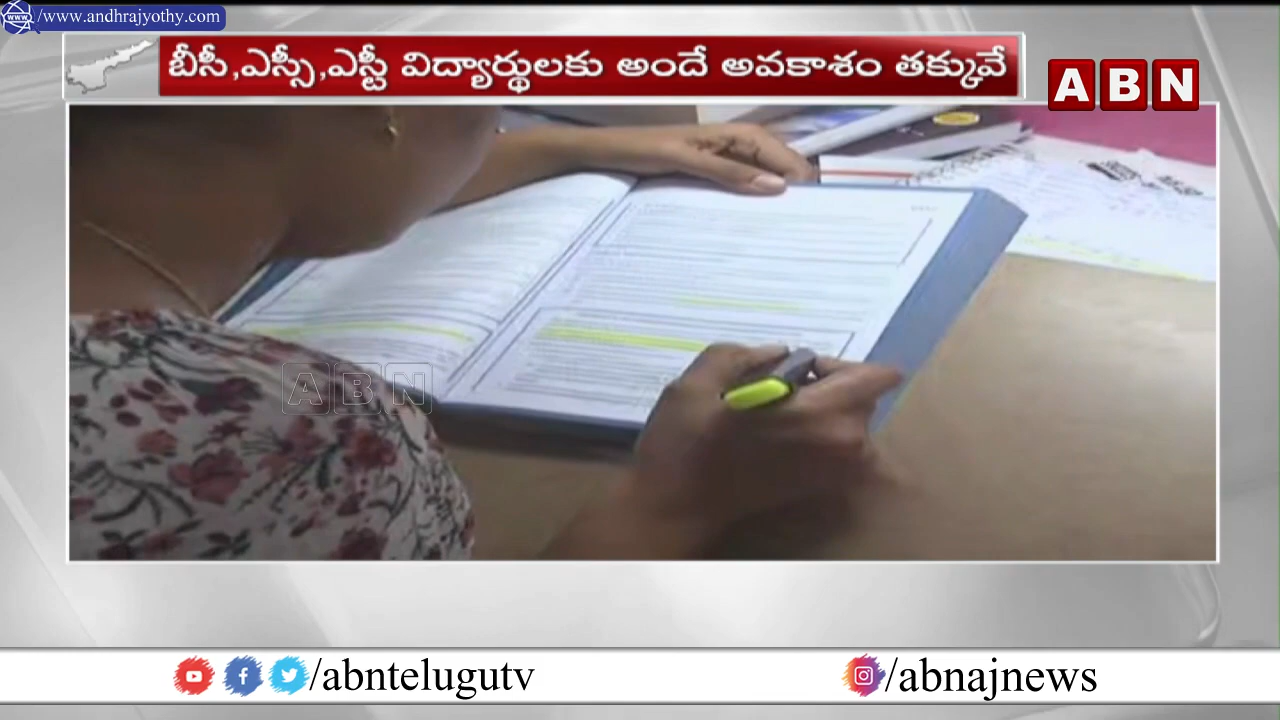 /www.andhrajyothy.com
బీసీ,ఎస్సీ,ఎస్టీ విద్యార్థులకు అందే అవకాశం తక్కువే
ABN
ABN
/abntelugutv
/abnajnews